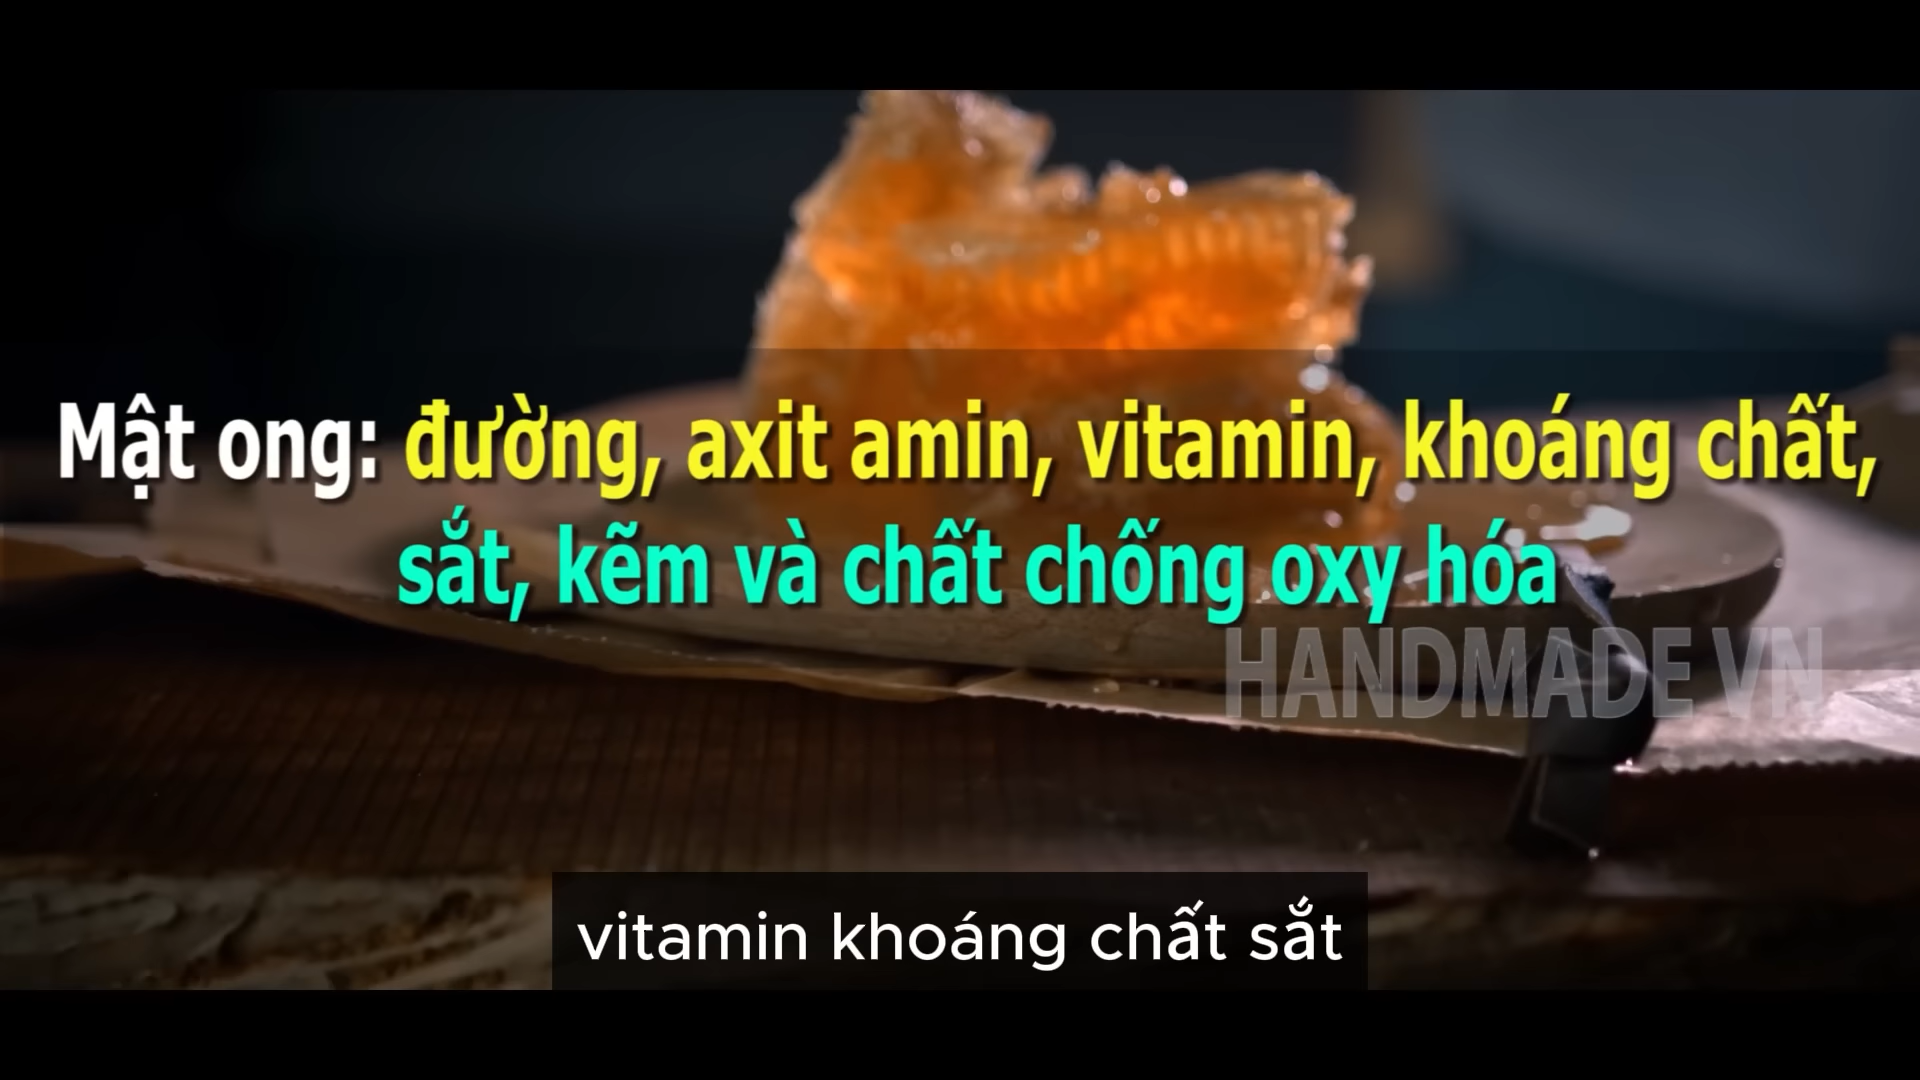 Mật ong: đường, axit amin, vitamin, khoáng chất,
sắt, kẽm và chất chống oxy hóa
HANDMADE VN
vitamin khoáng chất sắt